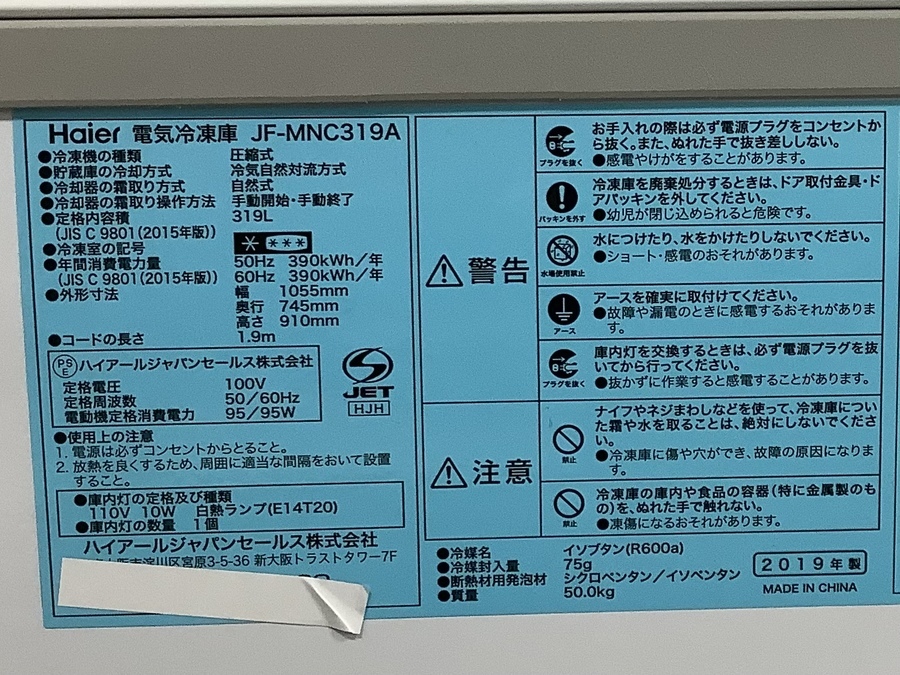 Haier 電気冷凍庫 JF-MNC319A
●冷凍機の種類 圧縮式
●貯蔵庫の冷却方式 冷気自然対流方式
●冷却器の霜取り方式 自然式
●冷却器の霜取り操作方法 手動開始・手動終了
●定格内容積 319L
(JIS C 9801(2015年版))
●冷凍室の記号
●年間消費電力量 50Hz 390kWh/年
(JIS C 9801(2015年版)) 60Hz 390kWh/年
●外形寸法 幅 1055mm
奥行 745mm
高さ 910mm
●コードの長さ 1.9m
PSE ハイアールジャパンセールス株式会社
定格電圧 100V
定格周波数 50/60Hz
電動機定格消費電力 95/95W
JET
HJH
●使用上の注意
1. 電源は必ずコンセントからとること。
2. 放熱を良くするため、周囲に適当な間隔をおいて設置
すること。
●庫内灯の定格及び種類
110V 10W 白熱ランプ(E14T20)
●庫内灯の数量 1個
ハイアールジャパンセールス株式会社
淀川区宮原3-5-36 新大阪トラストタワー7F
警告
プラグを抜く
お手入れの際は必ず電源プラグをコンセントか
ら抜く。また、ぬれた手で抜き差ししない。
●感電やけがをすることがあります。
パッキンを外す
冷凍庫を廃棄処分するときは、ドア取付金具・ド
アパッキンを外してください。
●幼児が閉じ込められると危険です。
水場使用禁止
水につけたり、水をかけたりしないでください。
●ショート・感電のおそれがあります。
アース
アースを確実に取付けてください。
●故障や漏電のときに感電するおそれがありま
す。
プラグを抜く
庫内灯を交換するときは、必ず電源プラグを抜
いてから行ってください。
●抜かずに作業すると感電することがあります。
注意
禁止
ナイフやネジまわしなどを使って、冷凍庫につい
た霜や水を取ることは、絶対にしないでくださ
い。
●冷凍庫に傷や穴ができ、故障の原因になりま
す。
禁止
冷凍庫の庫内や食品の容器(特に金属製のも
の)を、ぬれた手で触れない。
●凍傷になるおそれがあります。
●冷媒名 イソブタン(R600a)
●冷媒封入量 75g
●断熱材用発泡材 シクロペンタン/イソペンタン
●質量 50.0kg
2019年製
MADE IN CHINA